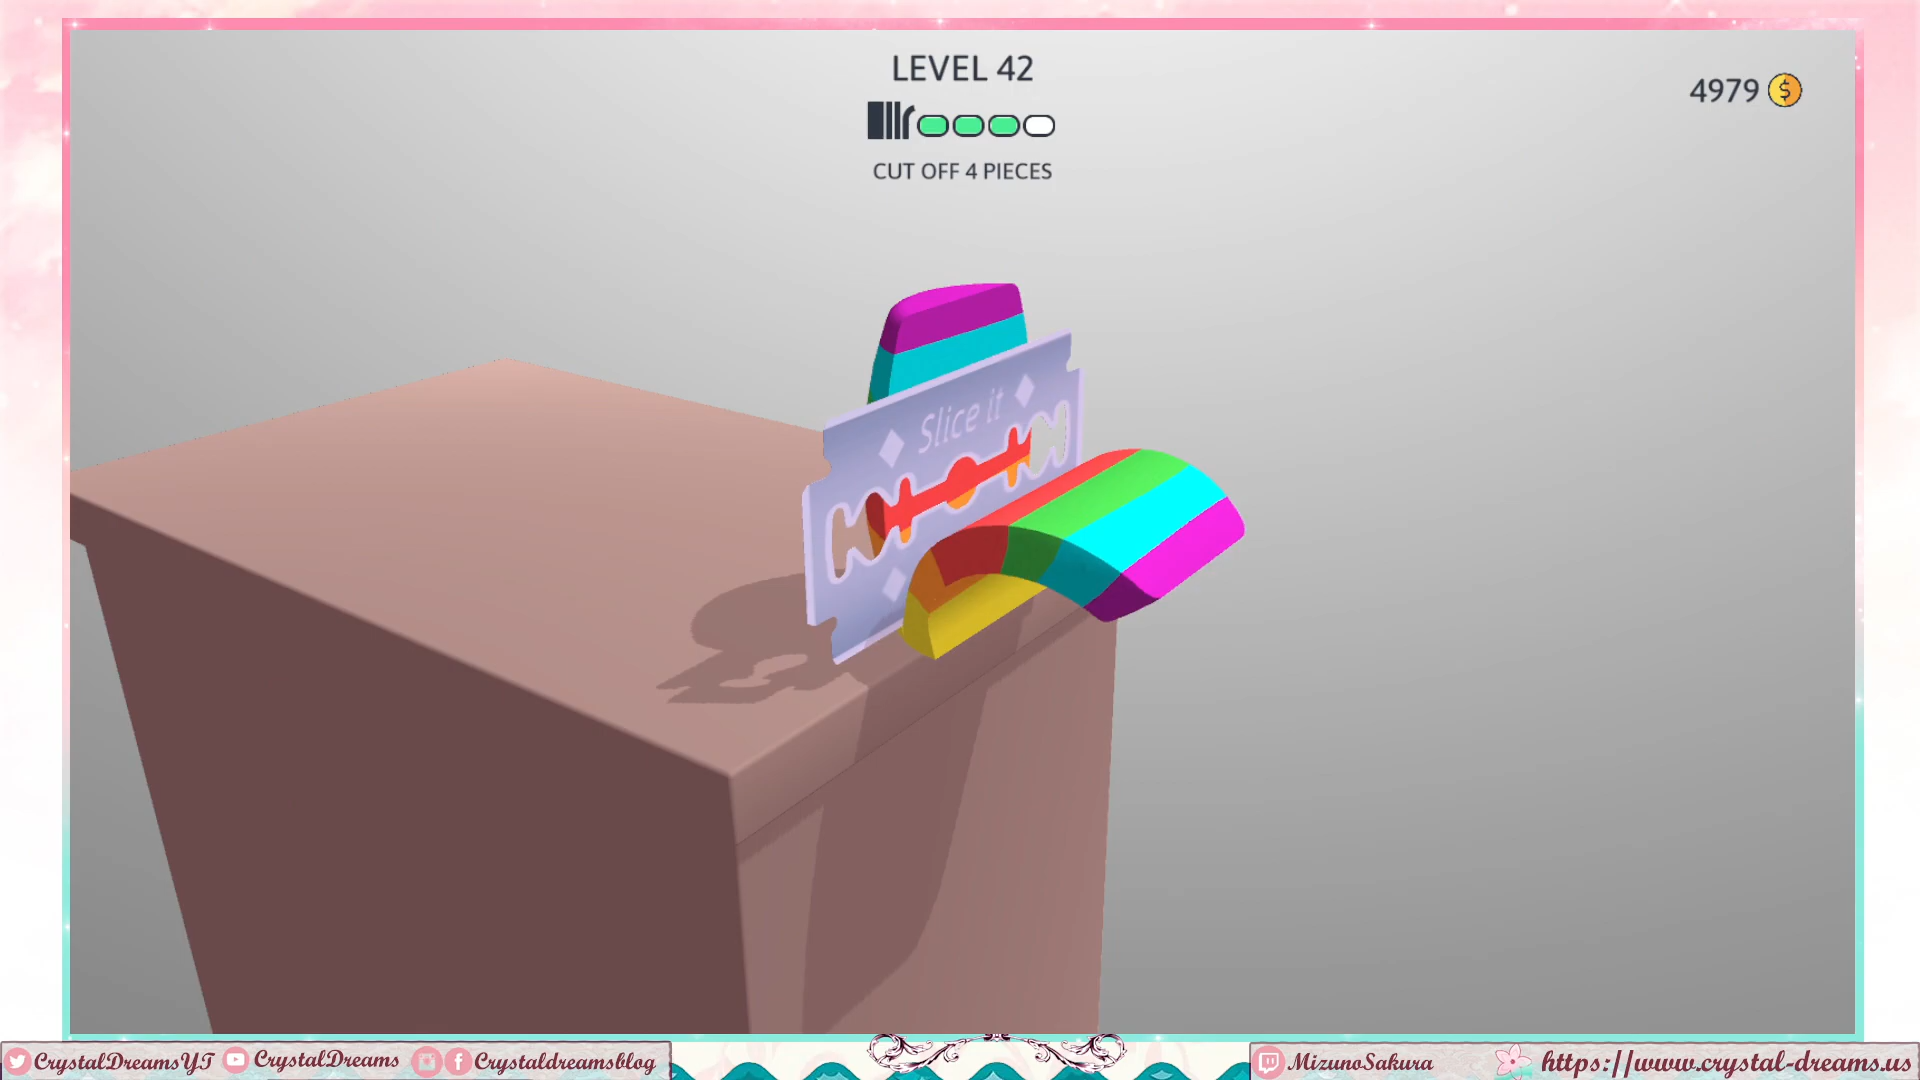 LEVEL 42
4979
CUT OFF 4 PIECES
Slice it
CrystalDreamsYT CrystalDreams Crystaldreamsblog
MizunoSakura https://www.crystal-dreams.us